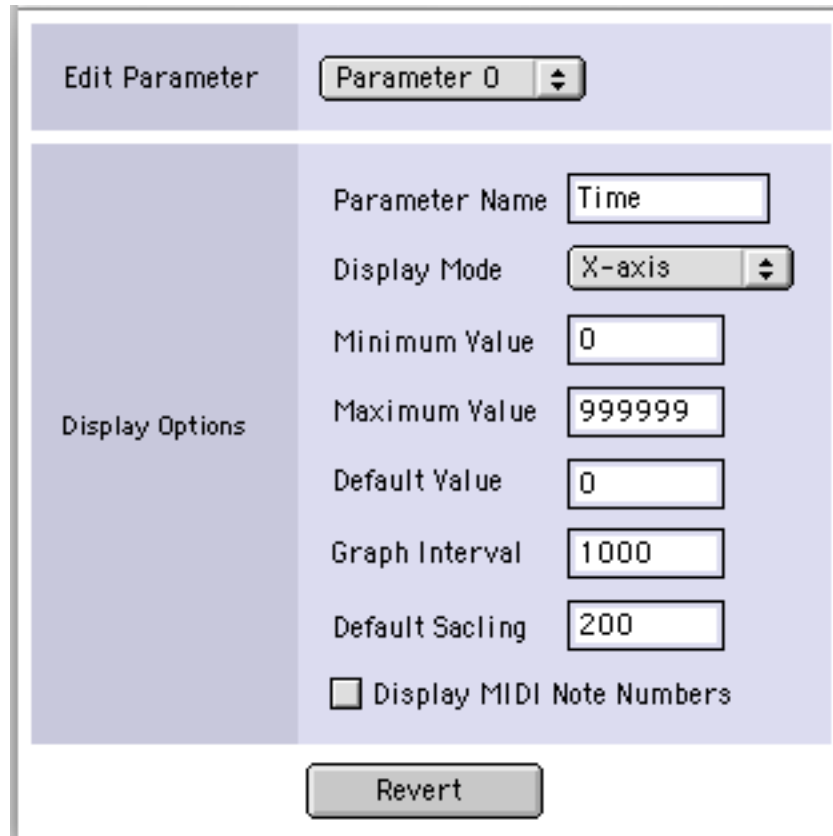 Edit Parameter Parameter 0
Parameter Name Time
Display Mode X-axis
Minimum Value 0
Maximum Value 999999
Display Options
Default Value 0
Graph Interval 1000
Default Sacling 200
Display MIDI Note Numbers
Revert